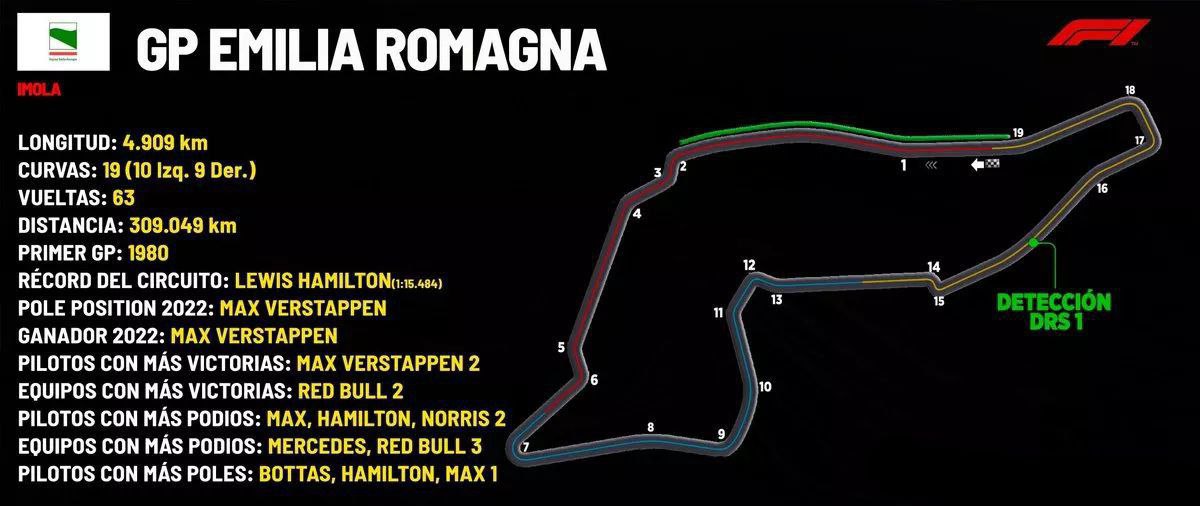 GP EMILIA ROMAGNA
IMOLA
LONGITUD: 4.909 km
CURVAS: 19 (10 Izq. 9 Der.)
VUELTAS: 63
DISTANCIA: 309.049 km
PRIMER GP: 1980
RÉCORD DEL CIRCUITO: LEWIS HAMILTON(1:15.484)
POLE POSITION 2022: MAX VERSTAPPEN
GANADOR 2022: MAX VERSTAPPEN
PILOTOS CON MÁS VICTORIAS: MAX VERSTAPPEN 2
EQUIPOS CON MÁS VICTORIAS: RED BULL 2
PILOTOS CON MÁS PODIOS: MAX, HAMILTON, NORRIS 2
EQUIPOS CON MÁS PODIOS: MERCEDES, RED BULL 3
PILOTOS CON MÁS POLES: BOTTAS, HAMILTON, MAX 1
F1
1
2
3
4
5
6
7
8
9
10
11
12
13
14
15
16
17
18
19
DETECCIÓN
DRS 1